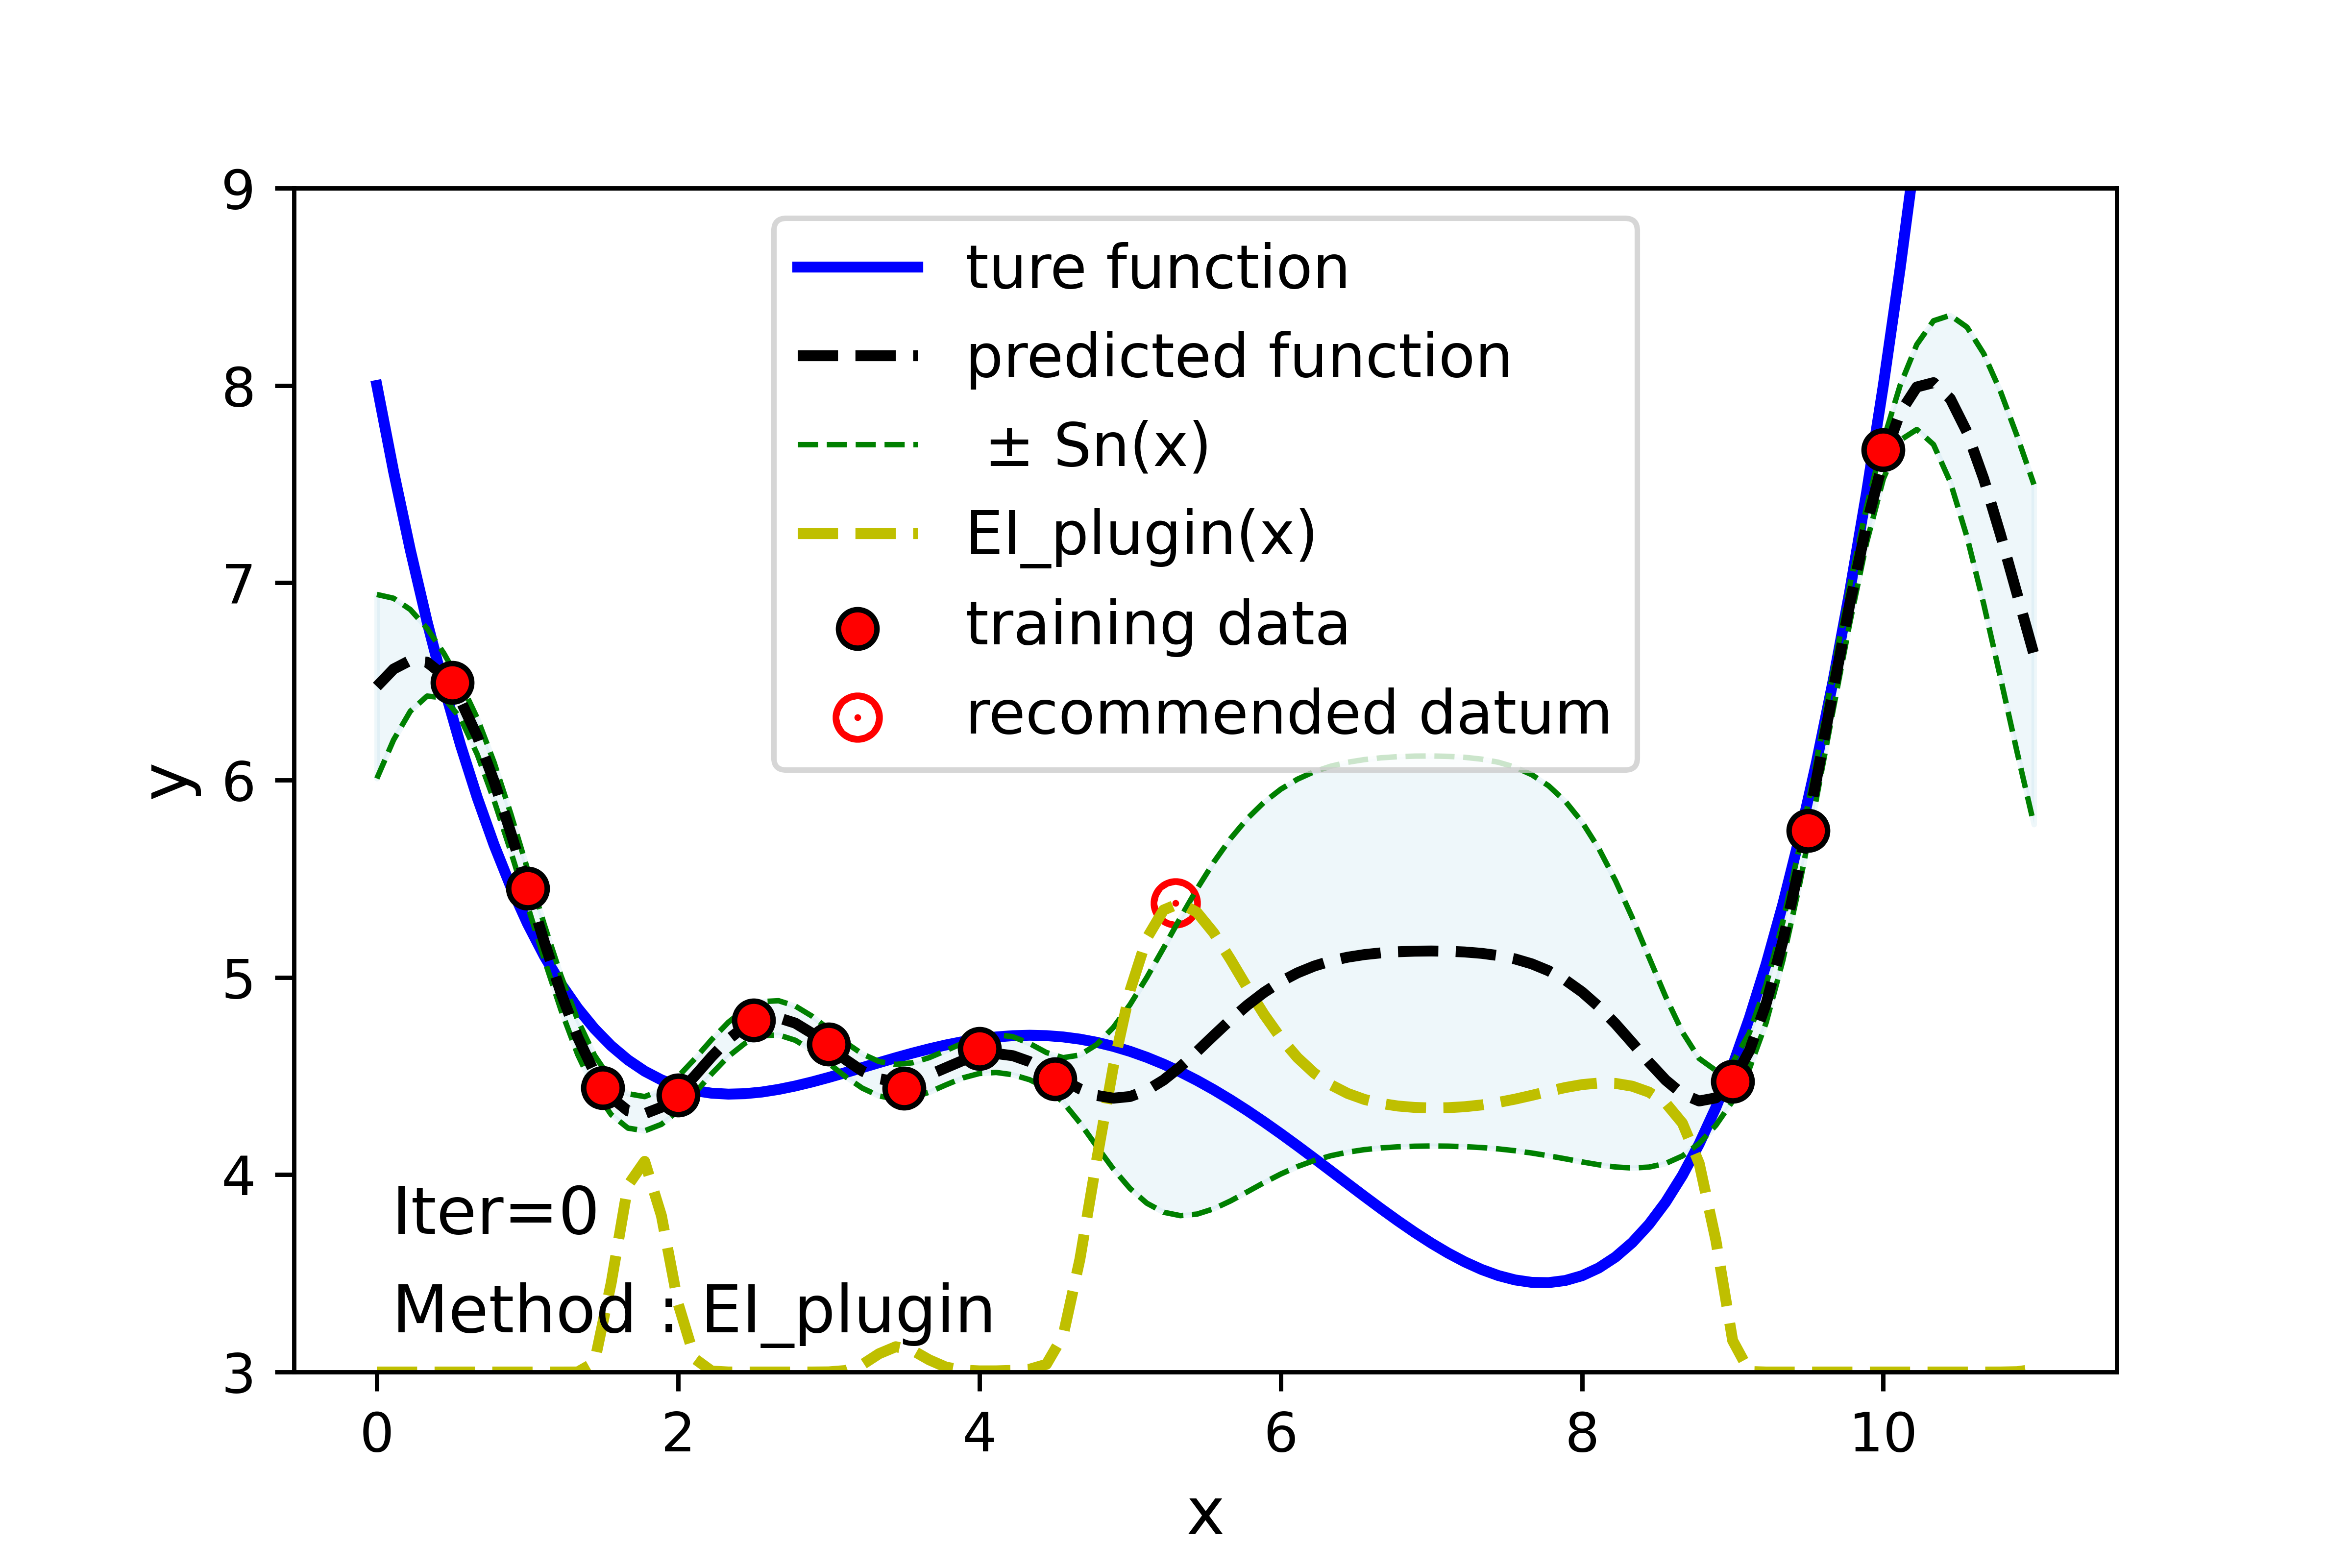 9
8
7
6
5
4
3
y
ture function
predicted function
± Sn(x)
EI_plugin(x)
training data
recommended datum
Iter=0
Method : EI_plugin
0 2 4 6 8 10
x